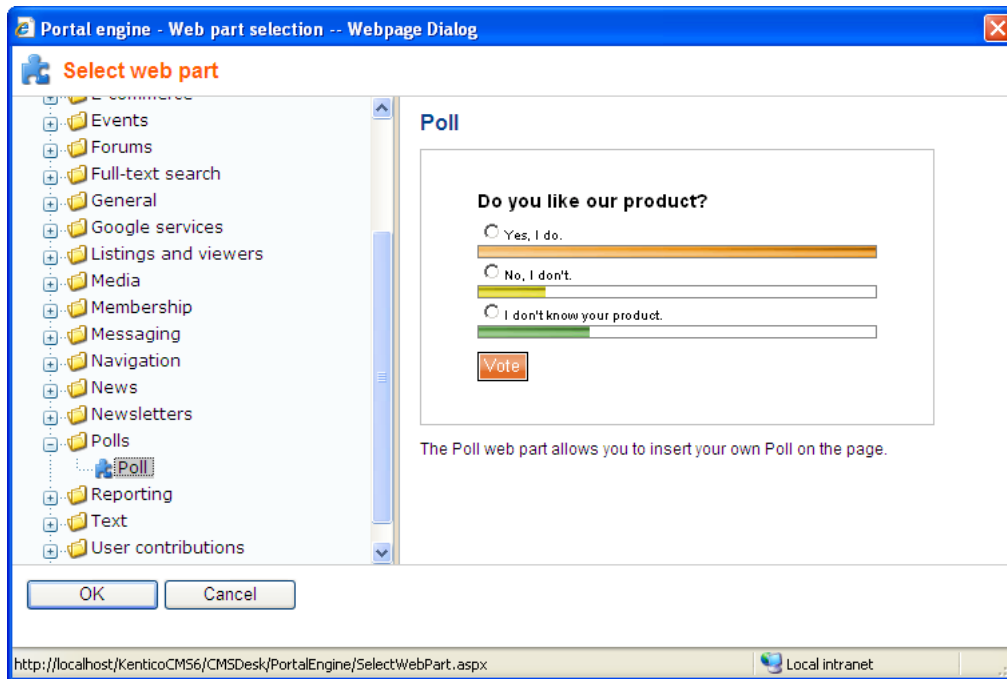 Portal engine - Web part selection -- Webpage Dialog
Select web part
E-commerce
Events
Forums
Full-text search
General
Google services
Listings and viewers
Media
Membership
Messaging
Navigation
News
Newsletters
Polls
Poll
Reporting
Text
User contributions
Poll
Do you like our product?
Yes, I do.
No, I don't.
I don't know your product.
Vote
The Poll web part allows you to insert your own Poll on the page.
OK Cancel
http://localhost/KenticoCMS6/CMSDesk/PortalEngine/SelectWebPart.aspx Local intranet